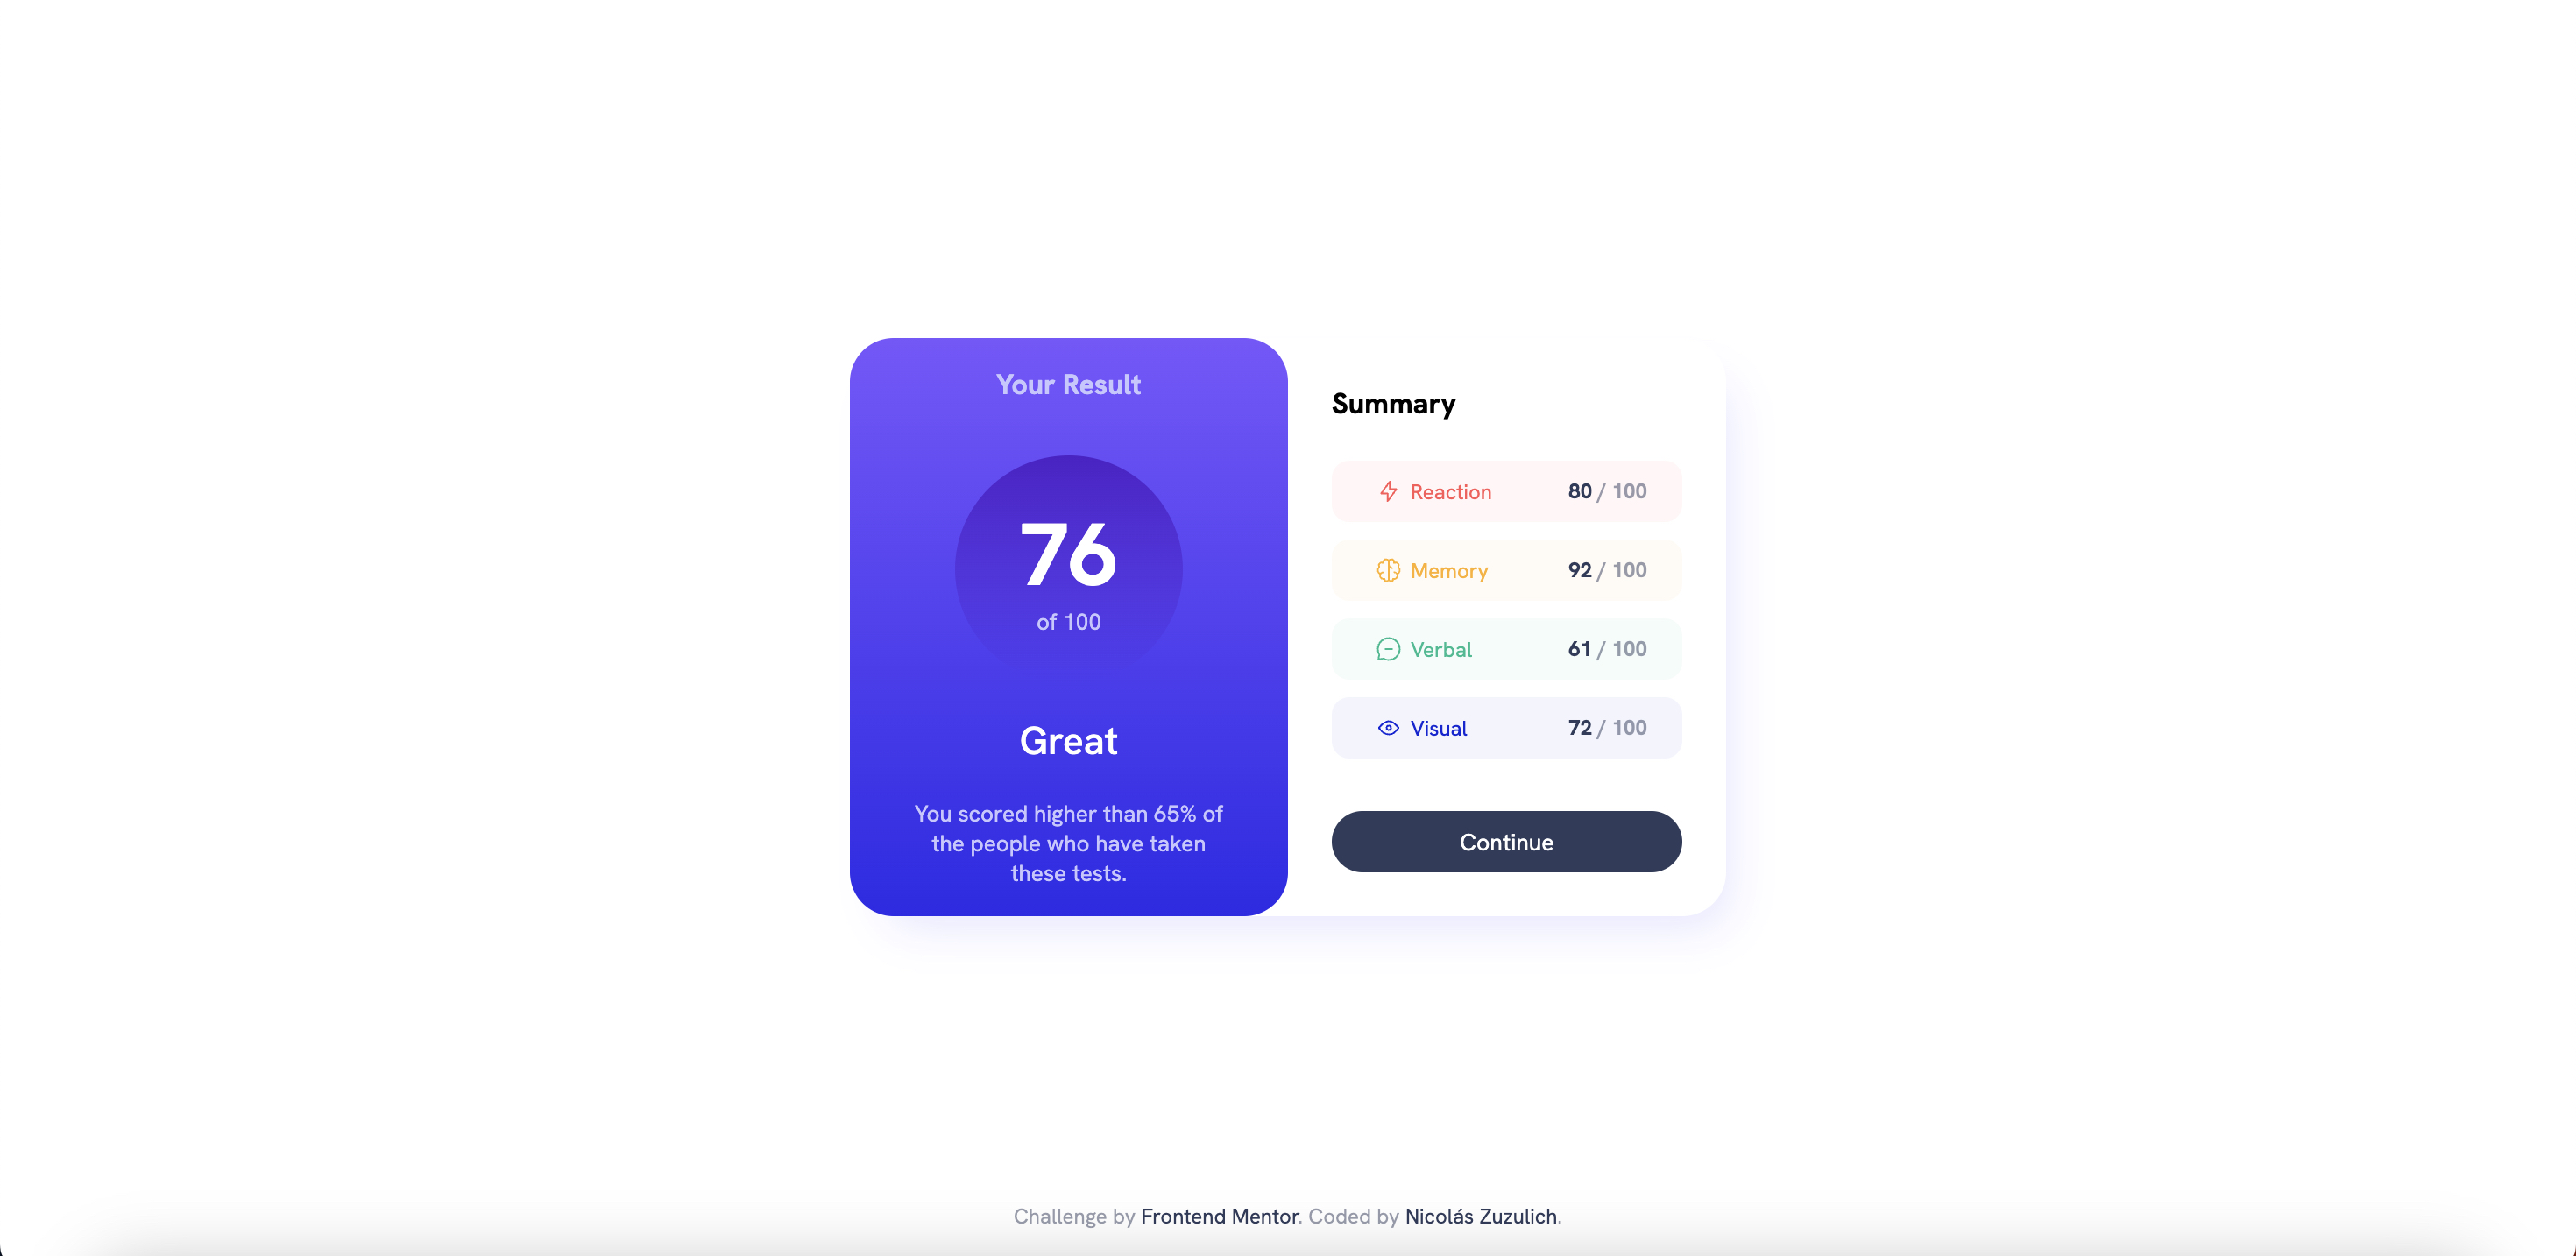 Your Result
76
of 100
Great
You scored higher than 65% of
the people who have taken
these tests.
Summary
Reaction 80 / 100
Memory 92 / 100
Verbal 61 / 100
Visual 72 / 100
Continue
Challenge by Frontend Mentor. Coded by Nicolás Zuzulich.